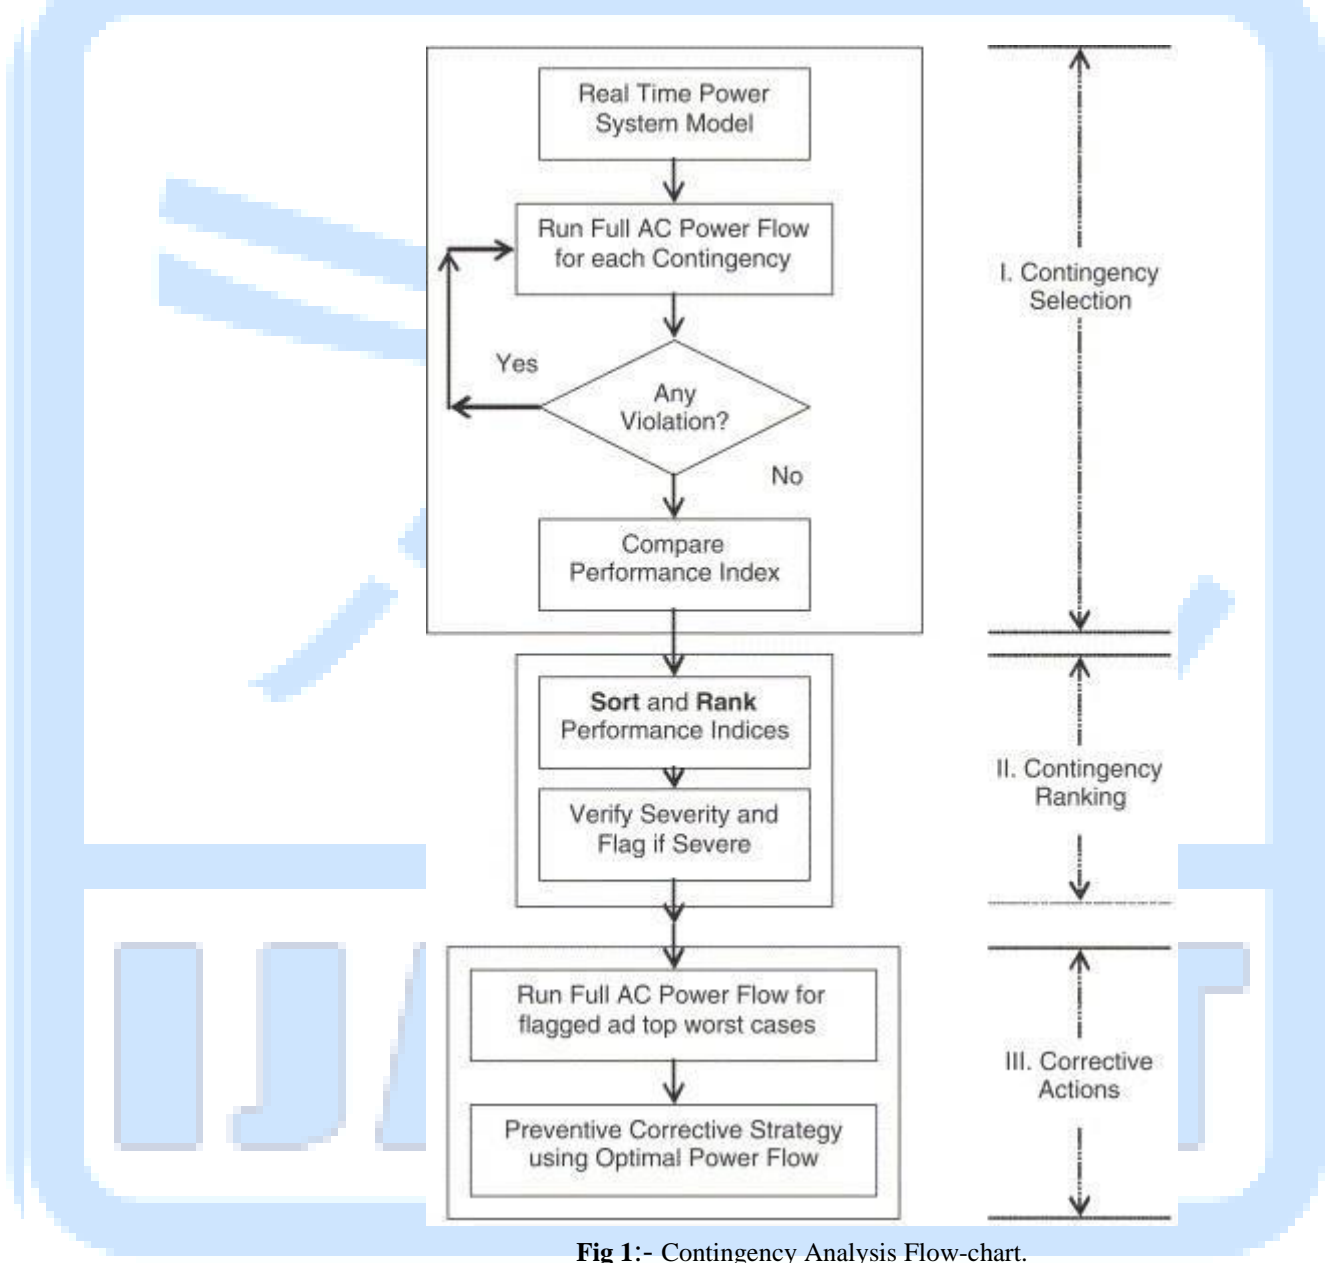 Real Time Power
System Model
Run Full AC Power Flow
for each Contingency
Yes
Any
Violation?
No
Compare
Performance Index
I. Contingency
Selection
Sort and Rank
Performance Indices
Verify Severity and
Flag if Severe
II. Contingency
Ranking
Run Full AC Power Flow for
flagged ad top worst cases
Preventive Corrective Strategy
using Optimal Power Flow
III. Corrective
Actions
Fig 1:- Contingency Analysis Flow-chart.